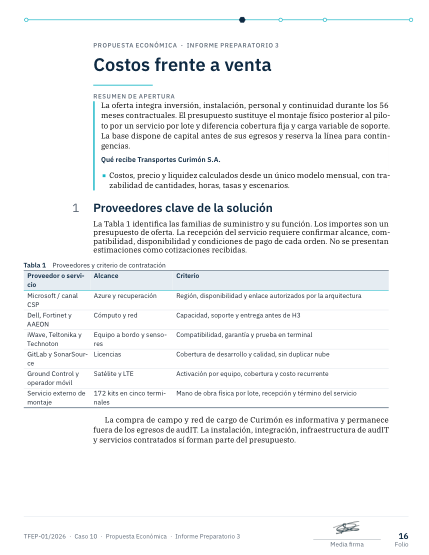 PROPUESTA ECONÓMICA · INFORME PREPARATORIO 3
Costos frente a venta
RESUMEN DE APERTURA
La oferta integra inversión, instalación, personal y continuidad durante los 56
meses contractuales. El presupuesto sustituye el montaje físico posterior al pilo-
to por un servicio por lote y diferencia cobertura fija y carga variable de soporte.
La base dispone de capital antes de sus egresos y reserva la línea para contin-
gencias.
Qué recibe Transportes Curimón S.A.
Costos, precio y liquidez calculados desde un único modelo mensual, con tra-
zabilidad de cantidades, horas, tasas y escenarios.
1 Proveedores clave de la solución
La Tabla 1 identifica las familias de suministro y su función. Los importes son un
presupuesto de oferta. La recepción del servicio requiere confirmar alcance, com-
patibilidad, disponibilidad y condiciones de pago de cada orden. No se presentan
estimaciones como cotizaciones recibidas.
Tabla 1 Proveedores y criterio de contratación
Proveedor o servi-
cio
Alcance
Criterio
Microsoft / canal
CSP
Azure y recuperación
Región, disponibilidad y enlace autorizados por la arquitectura
Dell, Fortinet y
AAEON
Cómputo y red
Capacidad, soporte y entrega antes de H3
iWave, Teltonika y
Technoton
Equipo a bordo y senso-
res
Compatibilidad, garantía y prueba en terminal
GitLab y SonarSour-
ce
Licencias
Cobertura de desarrollo y calidad, sin duplicar nube
Ground Control y
operador móvil
Satélite y LTE
Activación por equipo, cobertura y costo recurrente
Servicio externo de
montaje
172 kits en cinco termi-
nales
Mano de obra física por lote, recepción y término del servicio
La compra de campo y red de cargo de Curimón es informativa y permanece
fuera de los egresos de audIT. La instalación, integración, infraestructura de audIT
y servicios contratados sí forman parte del presupuesto.
TFEP-01/2026 · Caso 10 · Propuesta Económica · Informe Preparatorio 3
Media firma
16
Folio